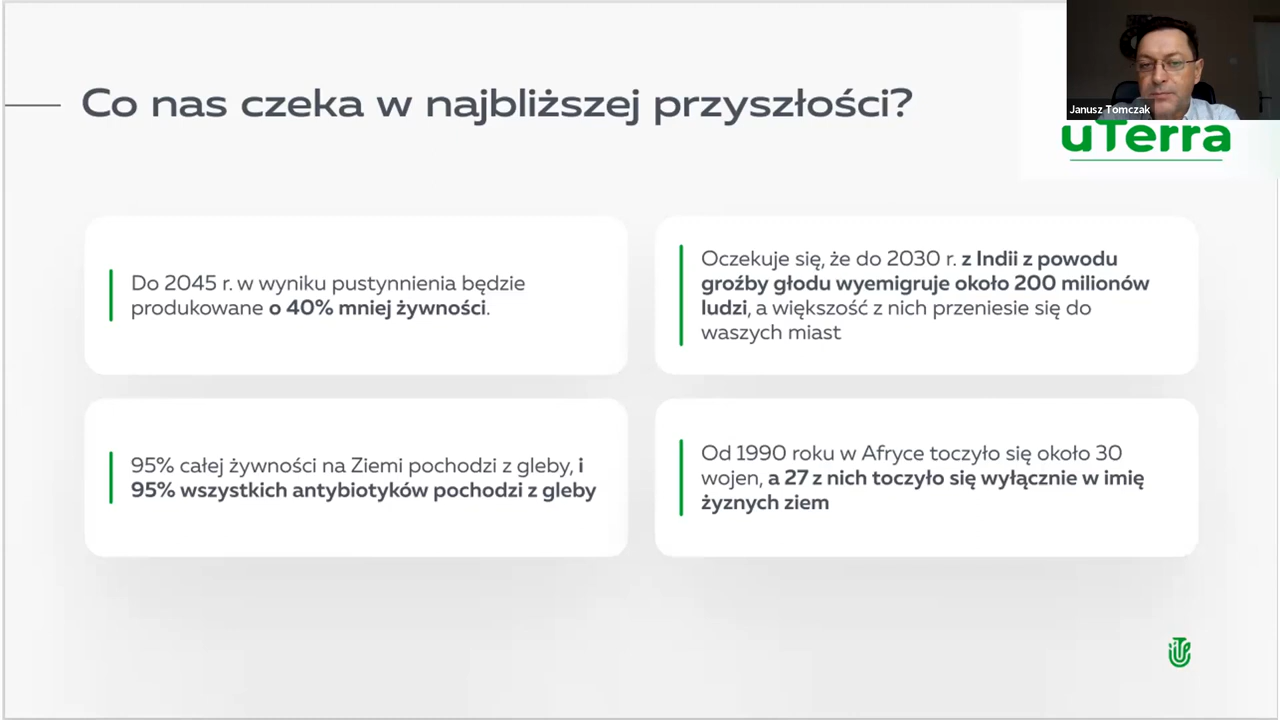 Co nas czeka w najbliższej przyszłości?
Janusz Tomczak
uTerra
Do 2045 r. w wyniku pustynnienia będzie
produkowane o 40% mniej żywności.
Oczekuje się, że do 2030 r. z Indii z powodu
groźby głodu wyemigruje około 200 milionów
ludzi, a większość z nich przeniesie się do
waszych miast
95% całej żywności na Ziemi pochodzi z gleby, i
95% wszystkich antybiotyków pochodzi z gleby
Od 1990 roku w Afryce toczyło się około 30
wojen, a 27 z nich toczyło się wyłącznie w imię
żyznych ziem